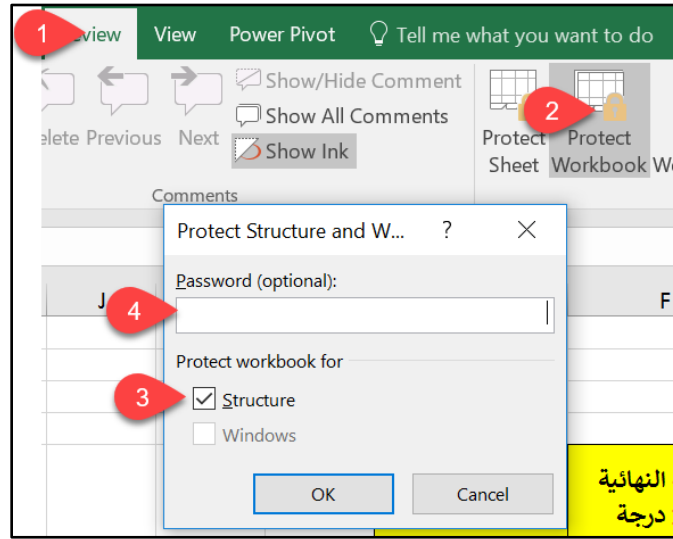 1 view View Power Pivot Tell me what you want to do
Show/Hide Comment
Show All Comments
Show Ink
elete Previous Next
Comments
2
Protect Sheet
Protect Workbook
Protect Structure and W... ? ×
Password (optional):
4
Protect workbook for
3 Structure
Windows
OK Cancel
J F
النهائية
درجة